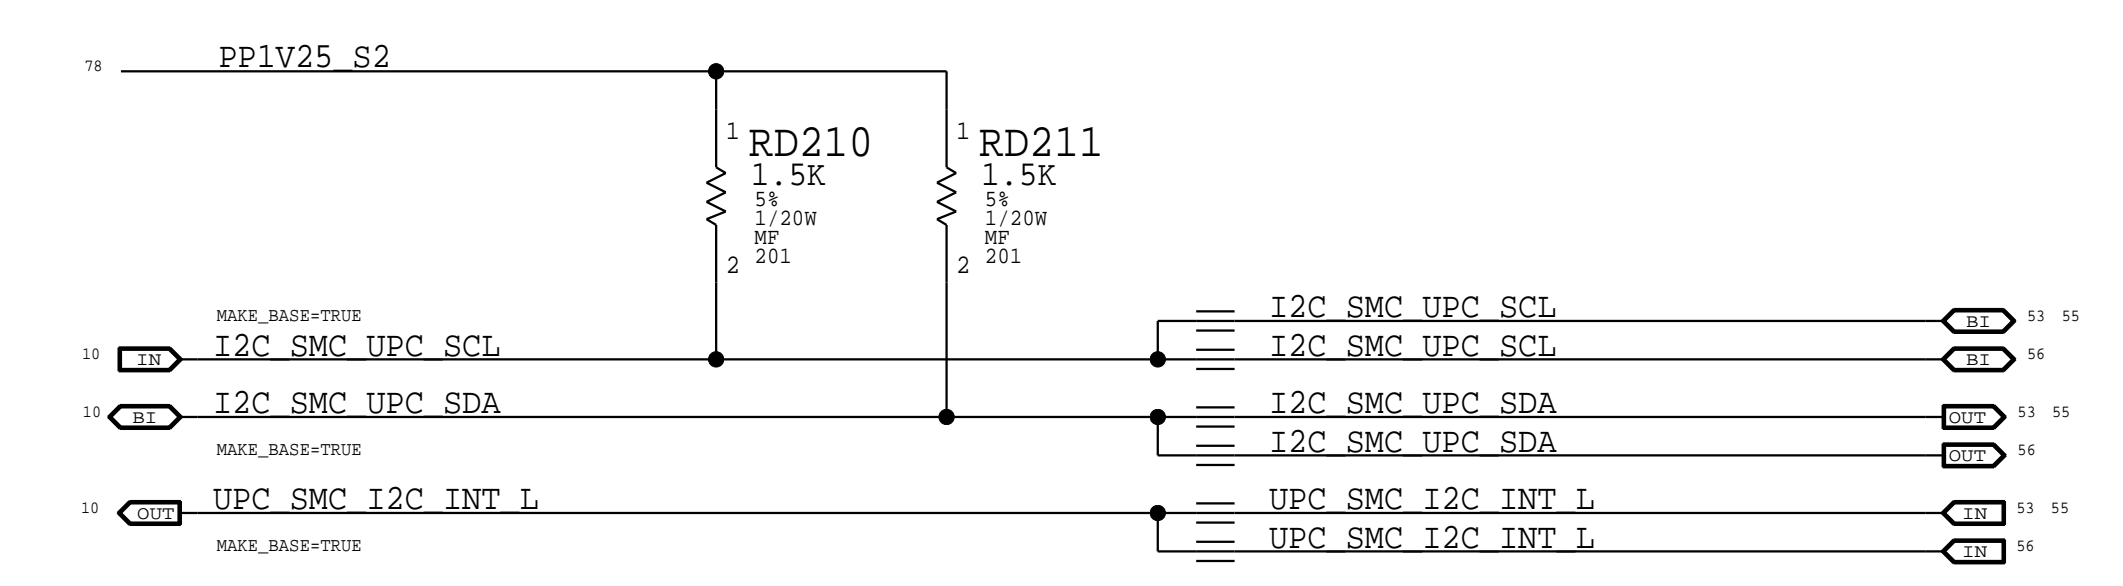 78 PP1V25_S2
1 RD210
1.5K
5%
1/20W
MF
201
2
1 RD211
1.5K
5%
1/20W
MF
201
2
MAKE_BASE=TRUE
10 IN I2C_SMC_UPC_SCL
I2C_SMC_UPC_SCL BI 53 55
I2C_SMC_UPC_SCL BI 56
10 BI I2C_SMC_UPC_SDA
MAKE_BASE=TRUE
I2C_SMC_UPC_SDA OUT 53 55
I2C_SMC_UPC_SDA OUT 56
10 OUT UPC_SMC_I2C_INT_L
MAKE_BASE=TRUE
UPC_SMC_I2C_INT_L IN 53 55
UPC_SMC_I2C_INT_L IN 56